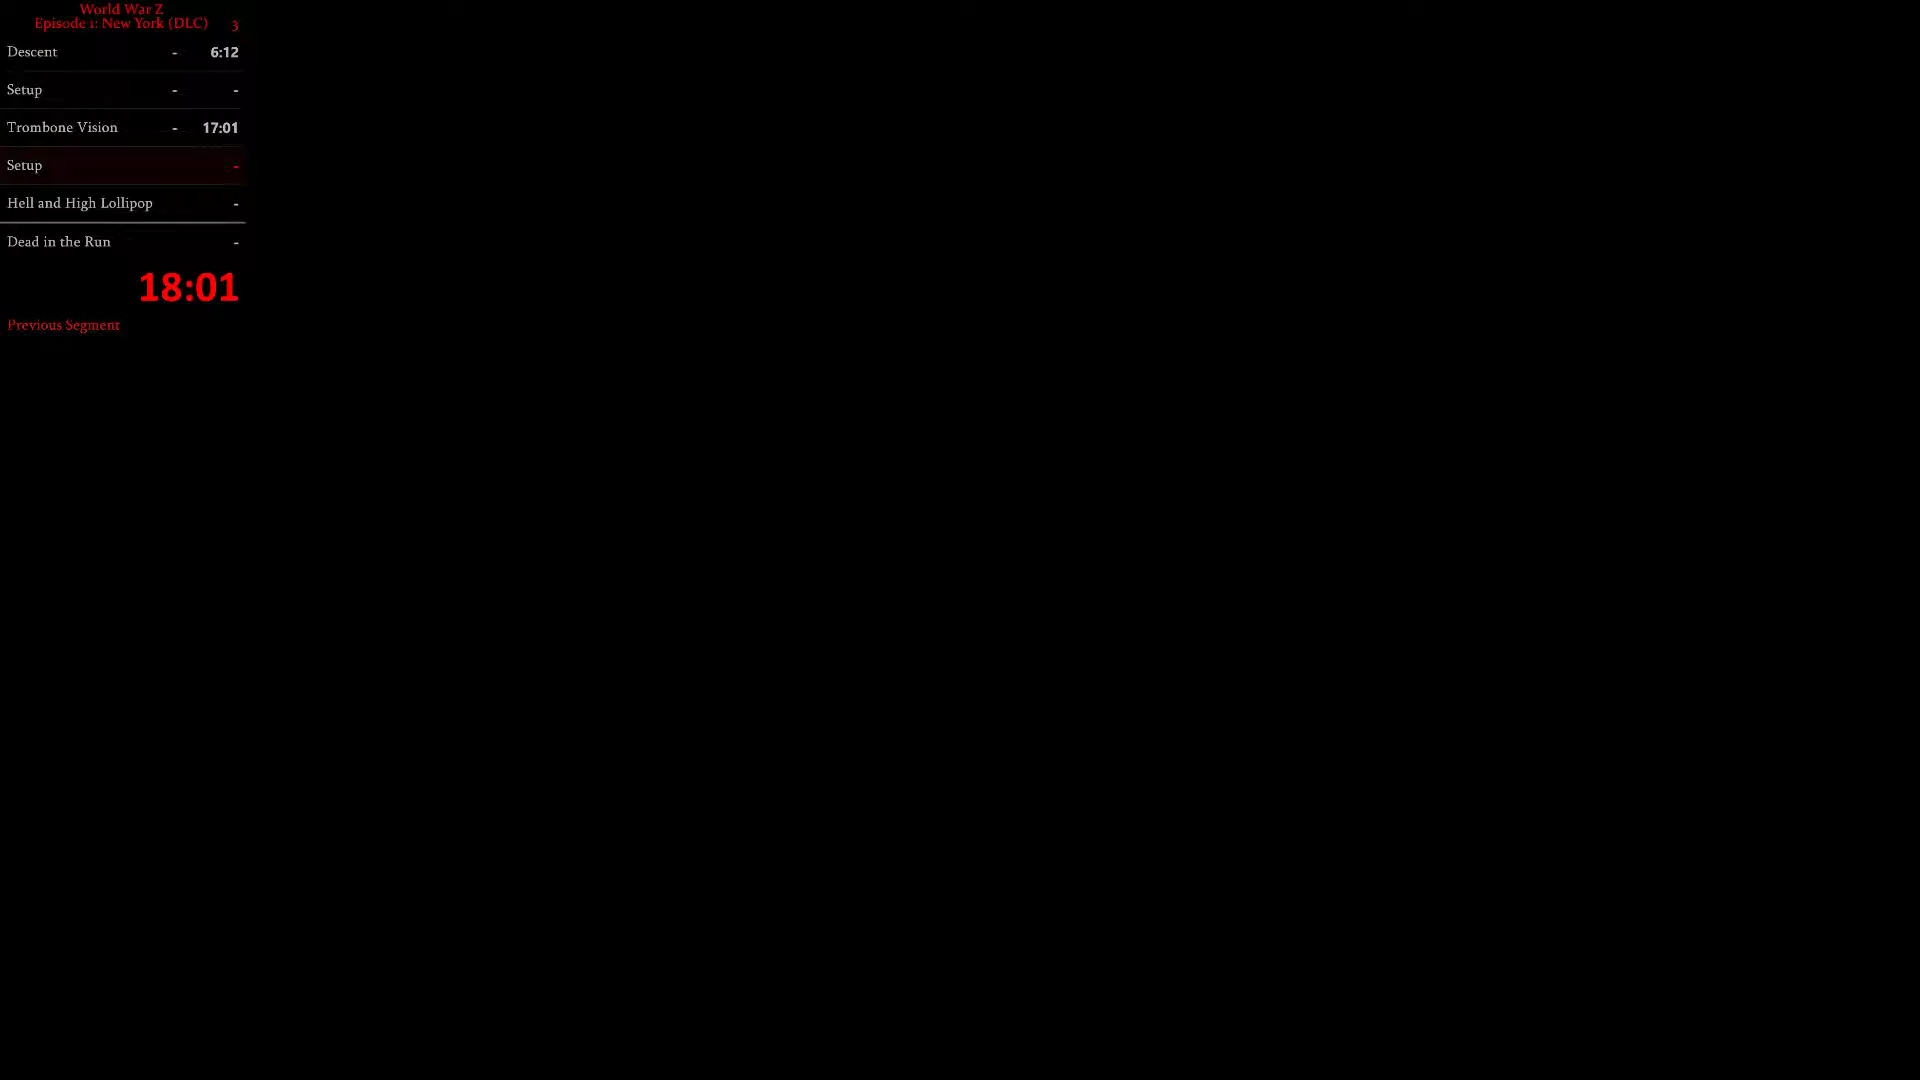 World War Z
Episode 1: New York (DLC) 3
Descent - 6:12
Setup - -
Trombone Vision - 17:01
Setup -
Hell and High Lollipop -
Dead in the Run -
18:01
Previous Segment